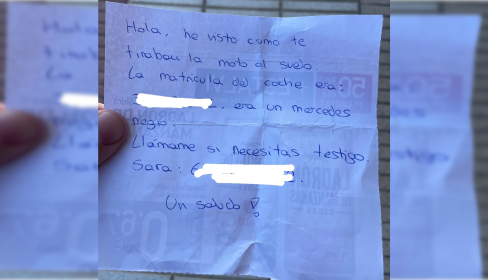 Hola, he visto como te
tiraban la moto al suelo.
La matrícula del coche era:
, era un mercedes
negro.
Llámame si necesitas testigo.
Sara:
Un saludo!